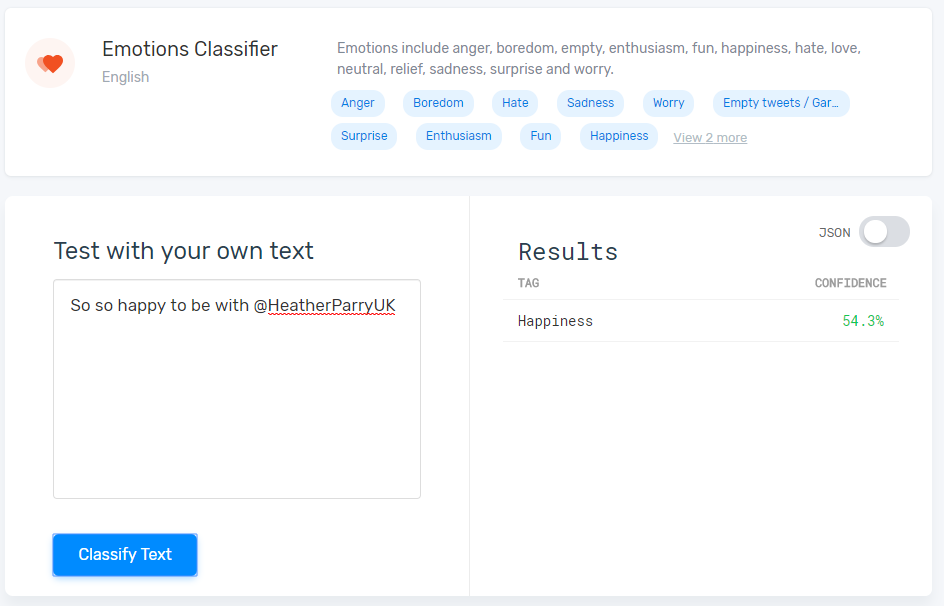 Emotions Classifier
English
Emotions include anger, boredom, empty, enthusiasm, fun, happiness, hate, love,
neutral, relief, sadness, surprise and worry.
Anger Boredom Hate Sadness Worry Empty tweets / Gar...
Surprise Enthusiasm Fun Happiness View 2 more
Test with your own text
So so happy to be with @HeatherParryUK
Classify Text
JSON
Results
TAG CONFIDENCE
Happiness 54.3%